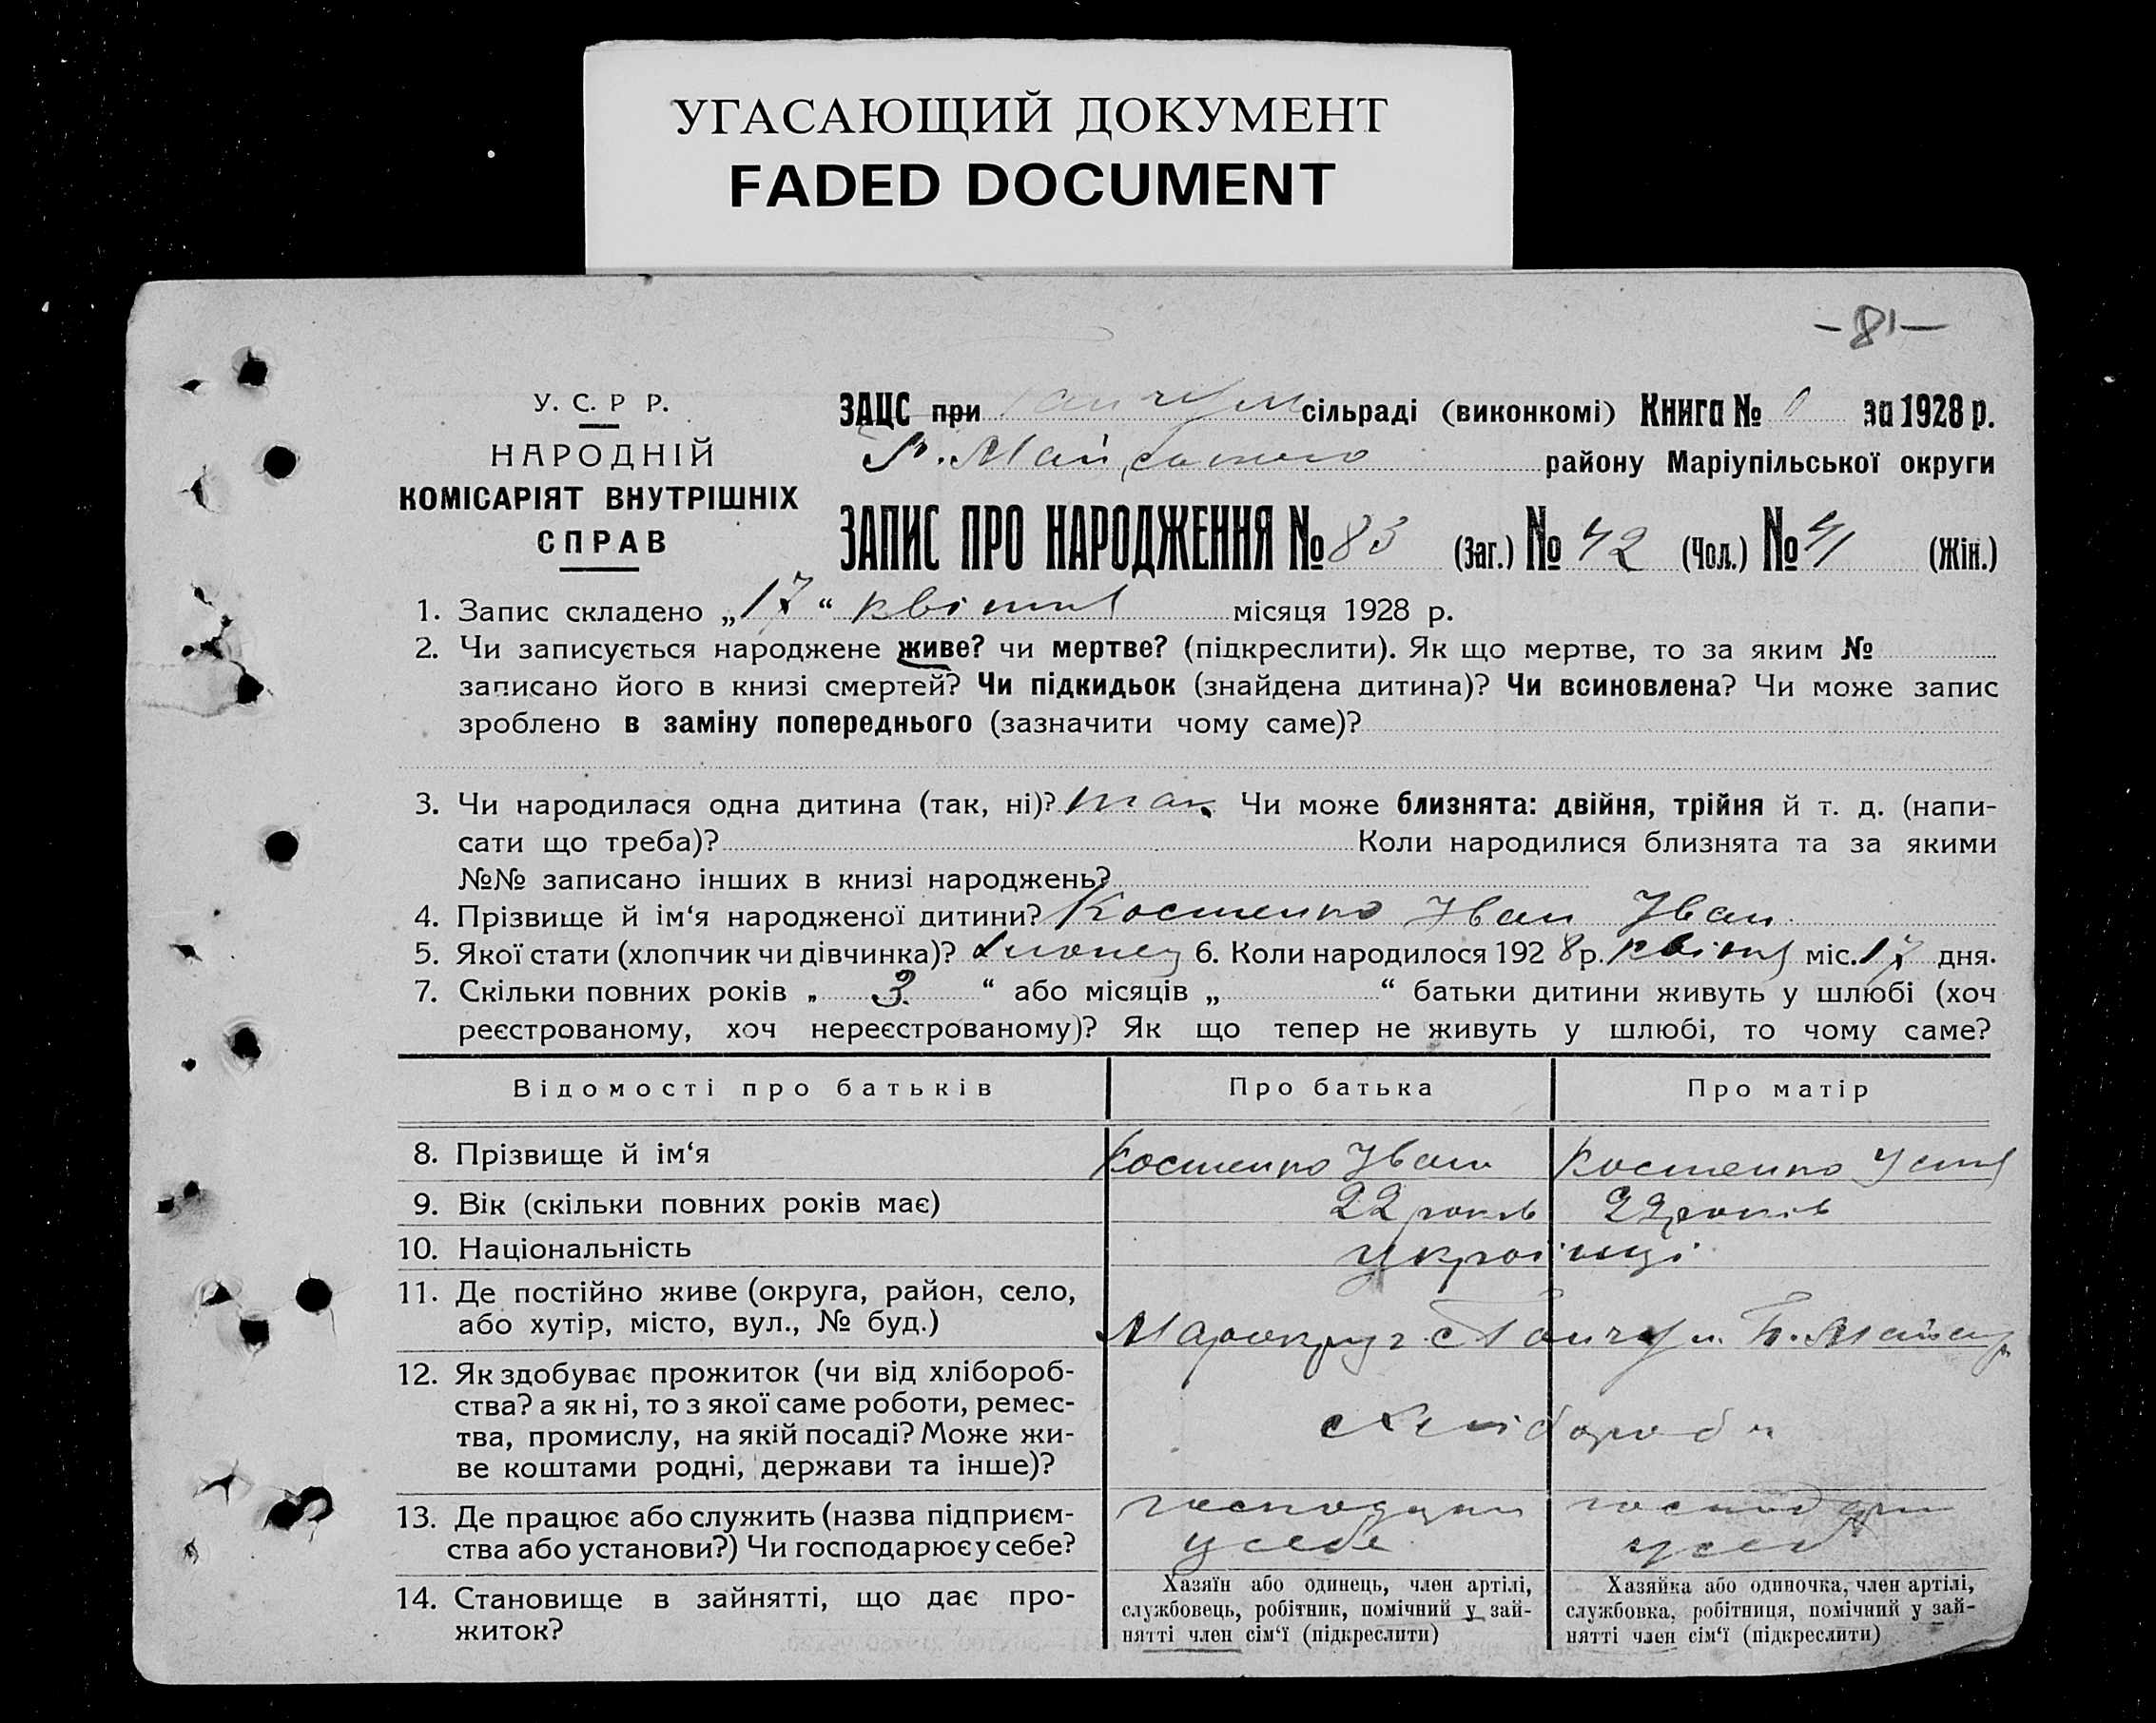 УГАСАЮЩИЙ ДОКУМЕНТ
FADED DOCUMENT
-81-
У. С. Р Р.
НАРОДНІЙ
КОМІСАРІЯТ ВНУТРІШНІХ
СПРАВ
ЗАЦС при сільраді (виконкомі) Книга № за 1928 р.
району Маріупільської округи
ЗАПИС ПРО НАРОДЖЕННЯ № 83 (Заг.) № 42 (Чол.) № 41 (Жін.)
1. Запис складено „17“ квітня місяця 1928 р.
2. Чи записується народжене живе? чи мертве? (підкреслити). Як що мертве, то за яким №
записано його в книзі смертей? Чи підкидьок (знайдена дитина)? Чи всиновлена? Чи може запис
зроблено в заміну попереднього (зазначити чому саме)?
3. Чи народилася одна дитина (так, ні)? так Чи може близнята: двійня, трійня й т. д. (напи-
сати що треба)? Коли народилися близнята та за якими
№№ записано інших в книзі народжень?
4. Прізвище й ім‘я народженої дитини? Костенко Іван Іван
5. Якої стати (хлопчик чи дівчинка)? 6. Коли народилося 1928р. квітня міс. 17 дня.
7. Скільки повних років „ 3 “ або місяців „ “ батьки дитини живуть у шлюбі (хоч
реєстрованому, хоч нереєстрованому)? Як що тепер не живуть у шлюбі, то чому саме?
Відомості про батьків Про батька Про матір
8. Прізвище й ім‘я Костенко Іван Костенко Устя
9. Вік (скільки повних років має) 22 років 22 років
10. Національність українці
11. Де постійно живе (округа, район, село,
або хутір, місто, вул., № буд.)
12. Як здобуває прожиток (чи від хлібороб-
ства? а як ні, то з якої саме роботи, ремес-
тва, промислу, на якій посаді? Може жи-
ве коштами родні, держави та інше)?
хлібороби
13. Де працює або служить (назва підприєм-
ства або установи?) Чи господарює у себе?
у себе
14. Становище в зайнятті, що дає про-
житок?
Хазяїн або одинець, член артілі,
службовець, робітник, помічний у зай-
нятті член сім‘ї (підкреслити)
Хазяйка або одиночка, член артілі,
службовка, робітниця, помічний у зай-
нятті член сім‘ї (підкреслити)